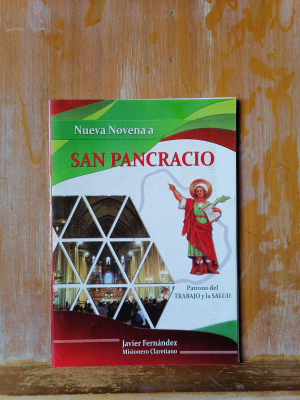 Nueva Novena a
SAN PANCRACIO
Patrono del
TRABAJO y la SALUD
Javier Fernández
Misionero Claretiano